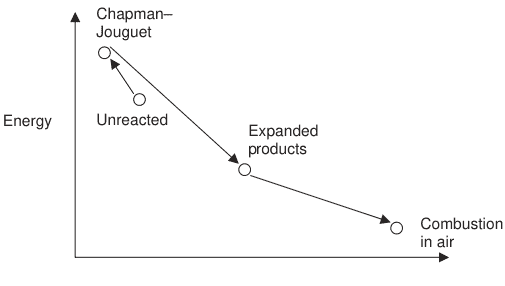 Chapman–
Jouguet
Energy
Unreacted
Expanded
products
Combustion
in air